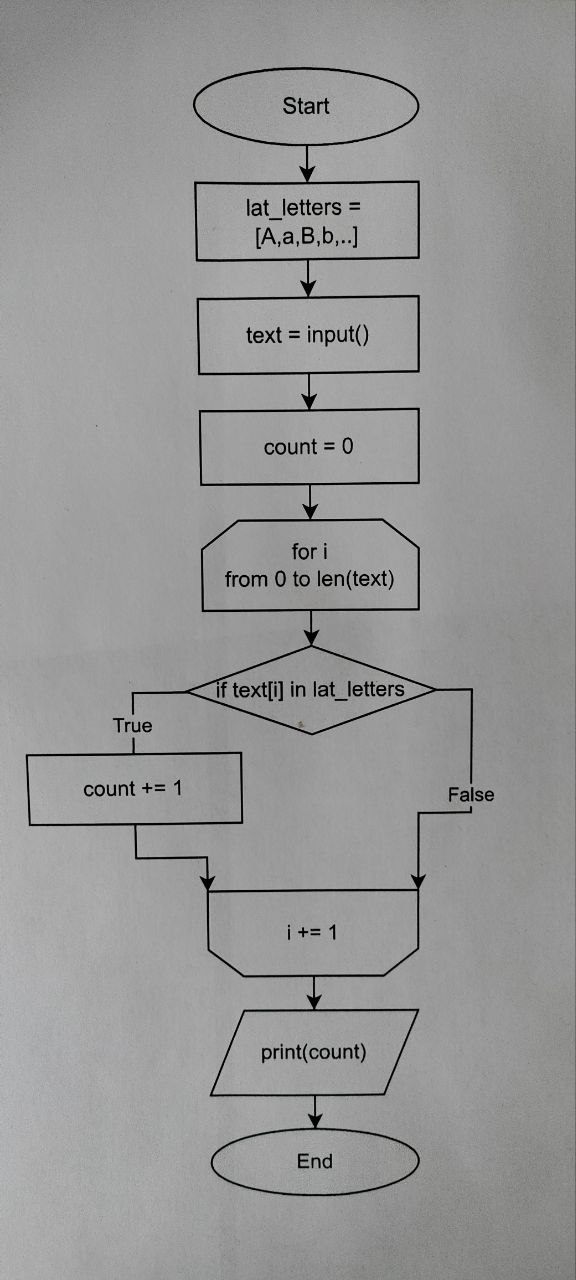 Start
lat_letters =
[A,a,B,b,..]
text = input()
count = 0
for i
from 0 to len(text)
if text[i] in lat_letters
True
count += 1
False
i += 1
print(count)
End